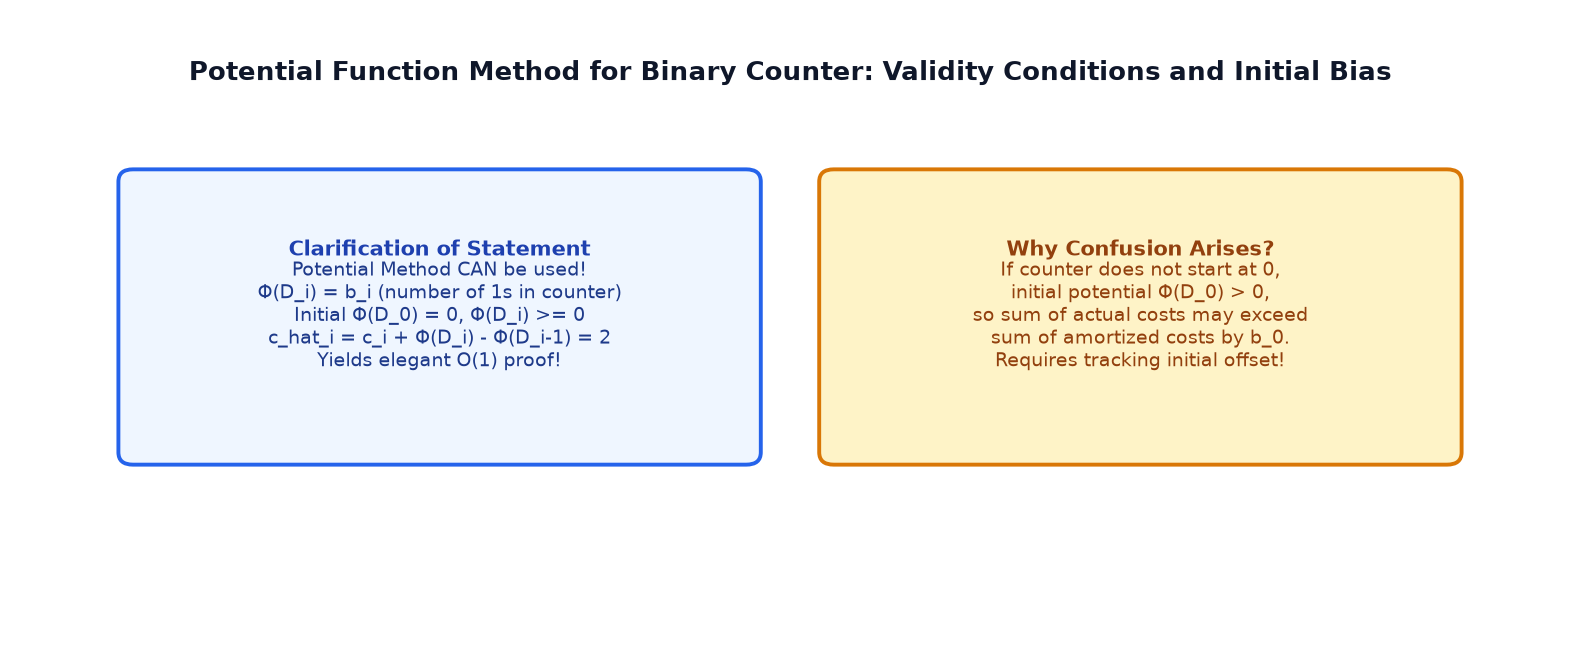 Potential Function Method for Binary Counter: Validity Conditions and Initial Bias
Clarification of Statement
Potential Method CAN be used!
Φ(D_i) = b_i (number of 1s in counter)
Initial Φ(D_0) = 0, Φ(D_i) >= 0
c_hat_i = c_i + Φ(D_i) - Φ(D_i-1) = 2
Yields elegant O(1) proof!
Why Confusion Arises?
If counter does not start at 0,
initial potential Φ(D_0) > 0,
so sum of actual costs may exceed
sum of amortized costs by b_0.
Requires tracking initial offset!